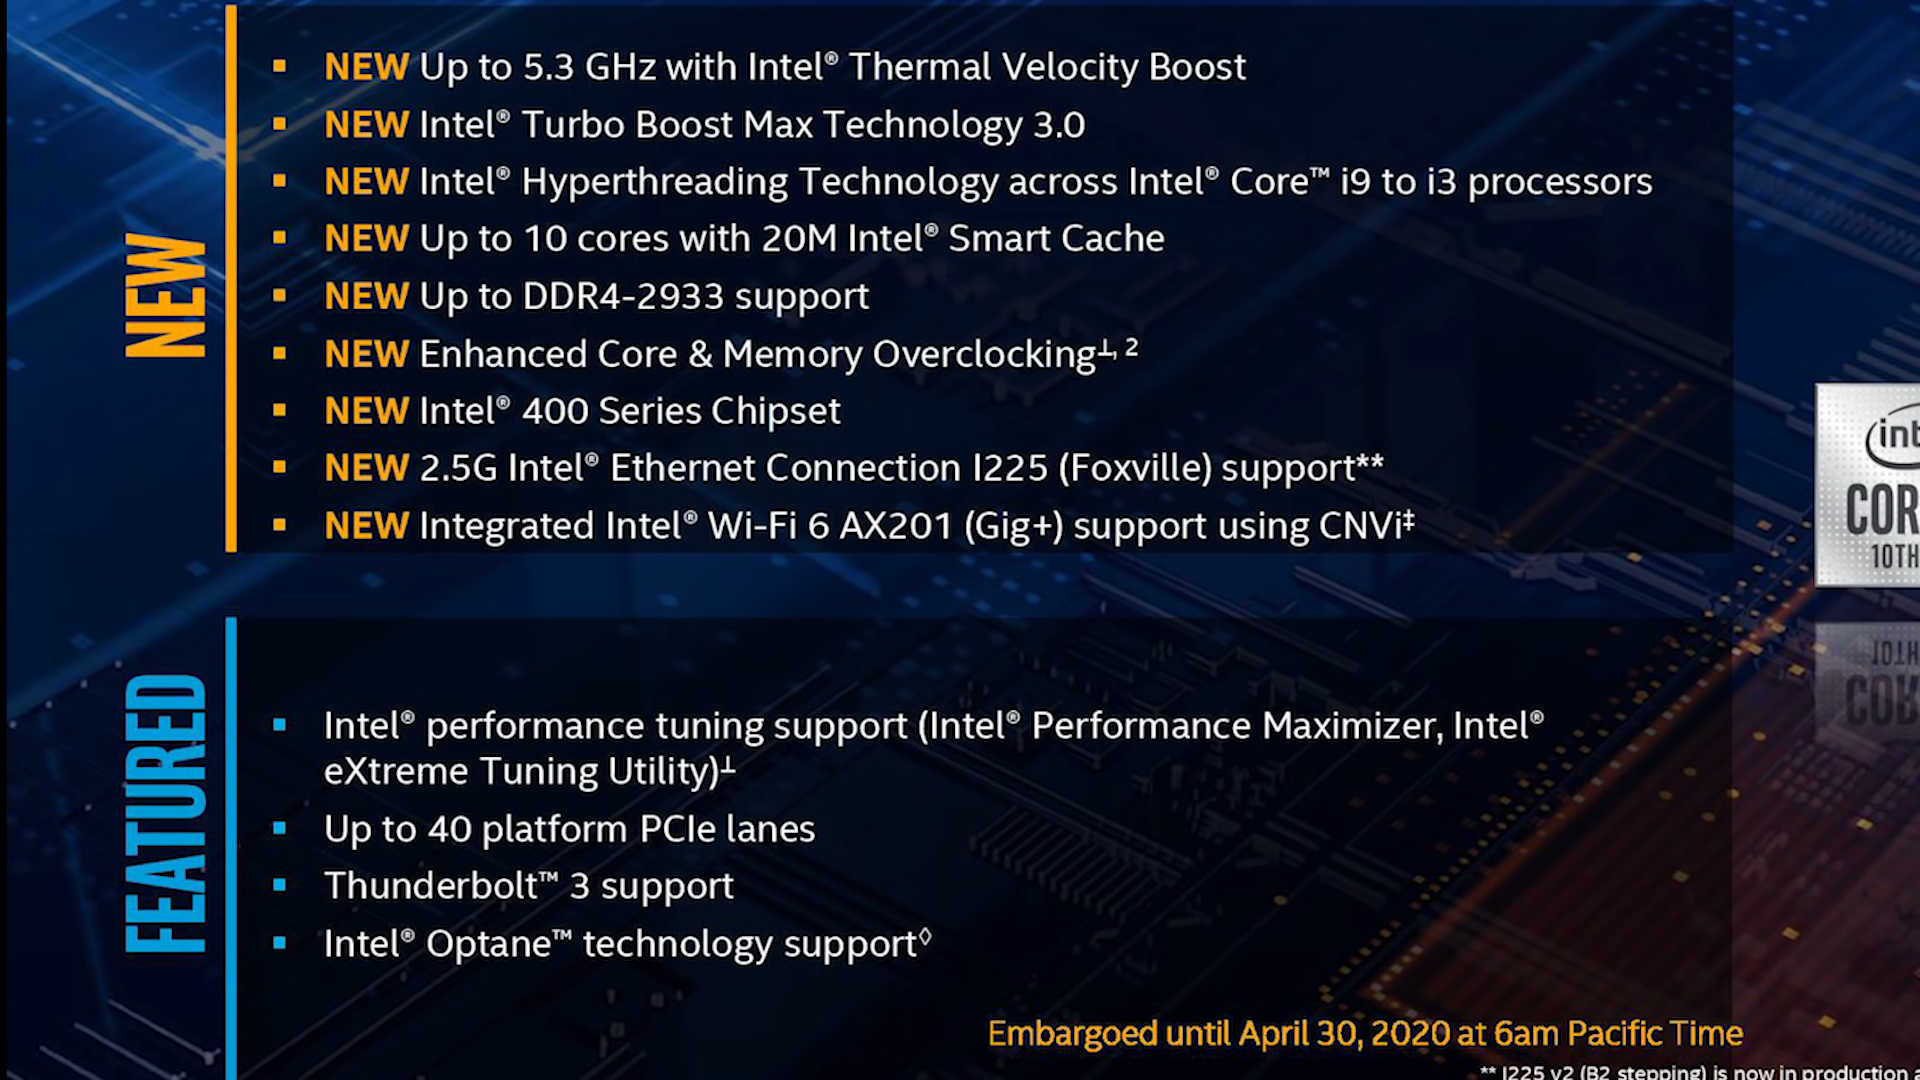 NEW
▪ NEW Up to 5.3 GHz with Intel® Thermal Velocity Boost
▪ NEW Intel® Turbo Boost Max Technology 3.0
▪ NEW Intel® Hyperthreading Technology across Intel® Core™ i9 to i3 processors
▪ NEW Up to 10 cores with 20M Intel® Smart Cache
▪ NEW Up to DDR4-2933 support
▪ NEW Enhanced Core & Memory Overclocking⊥, 2
▪ NEW Intel® 400 Series Chipset
▪ NEW 2.5G Intel® Ethernet Connection I225 (Foxville) support**
▪ NEW Integrated Intel® Wi-Fi 6 AX201 (Gig+) support using CNVi‡
int
COR
10TH
FEATURED
▪ Intel® performance tuning support (Intel® Performance Maximizer, Intel®
eXtreme Tuning Utility)⊥
▪ Up to 40 platform PCIe lanes
▪ Thunderbolt™ 3 support
▪ Intel® Optane™ technology support◊
Embargoed until April 30, 2020 at 6am Pacific Time
** I225 v2 (B2 stepping) is now in production a